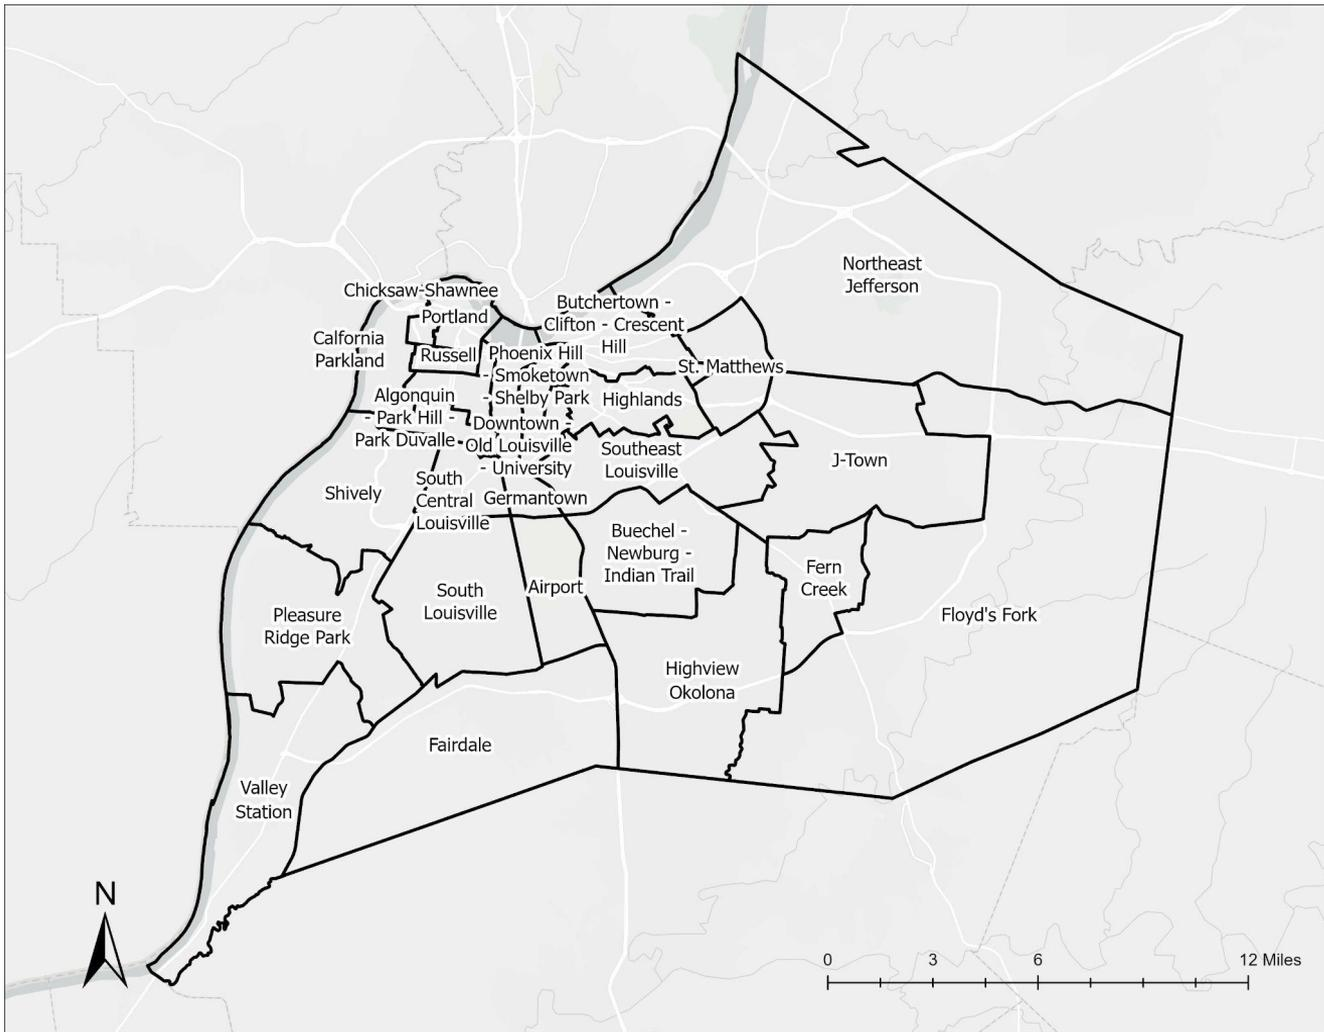 Northeast
Jefferson
Chicksaw-Shawnee
Portland
Butchertown -
Clifton - Crescent
Hill
Calfornia
Parkland
Russell
Phoenix Hill
- Smoketown
- Shelby Park
St. Matthews
Algonquin
Park Hill -
Park Duvalle
Highlands
Downtown
Old Louisville
- University
Southeast
Louisville
J-Town
Shively
South
Central
Louisville
Germantown
Buechel -
Newburg -
Indian Trail
Fern
Creek
South
Louisville
Airport
Pleasure
Ridge Park
Floyd's Fork
Highview
Okolona
Fairdale
Valley
Station
N
0 3 6 12 Miles